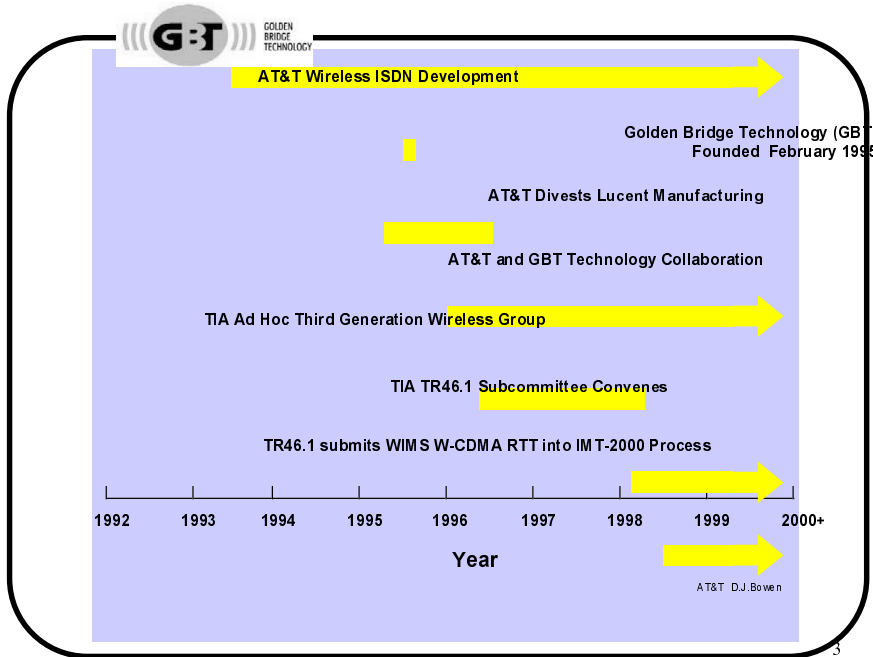 GBT
GOLDEN
BRIDGE
TECHNOLOGY
AT&T Wireless ISDN Development
Golden Bridge Technology (GBT
Founded February 1995
AT&T Divests Lucent Manufacturing
AT&T and GBT Technology Collaboration
TIA Ad Hoc Third Generation Wireless Group
TIA TR46.1 Subcommittee Convenes
TR46.1 submits WIMS W-CDMA RTT into IMT-2000 Process
1992 1993 1994 1995 1996 1997 1998 1999 2000+
Year
AT&T D.J.Bowen
3